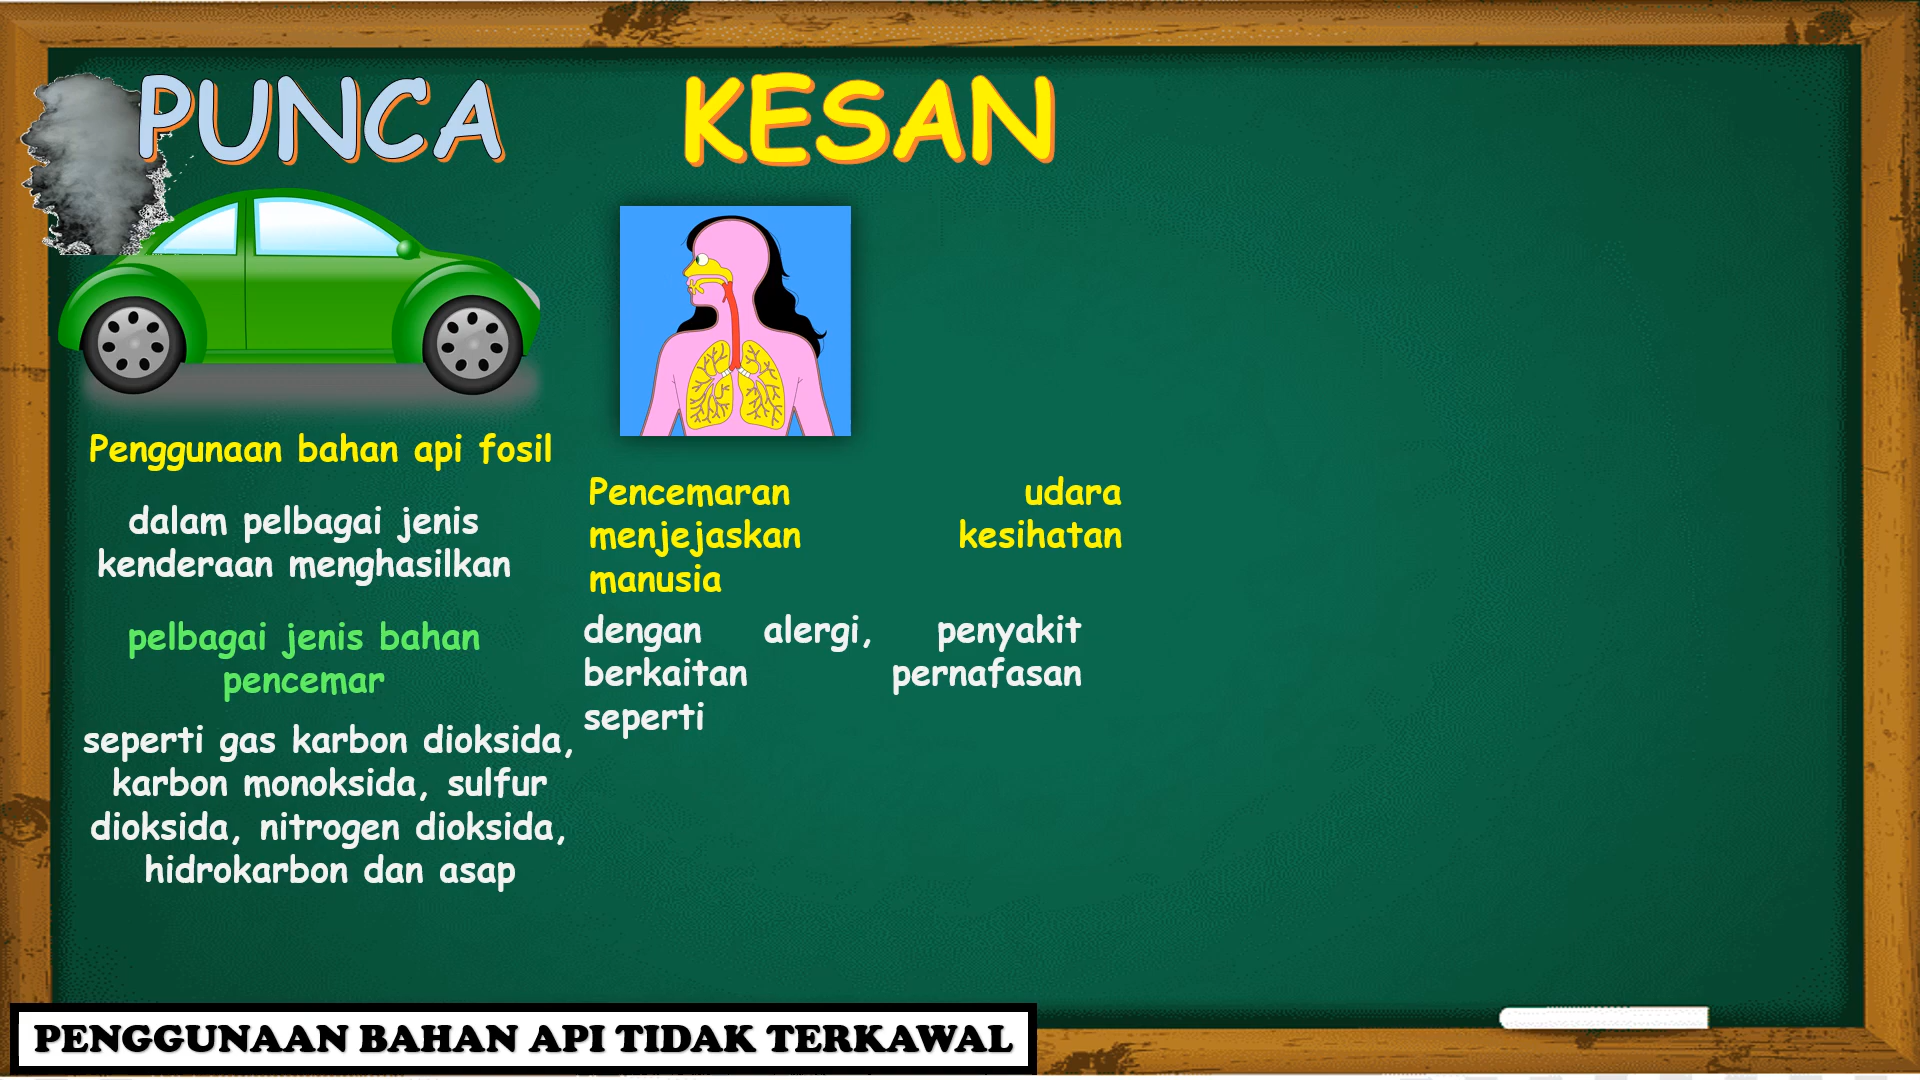 PUNCA
Penggunaan bahan api fosil
dalam pelbagai jenis
kenderaan menghasilkan
pelbagai jenis bahan
pencemar
seperti gas karbon dioksida,
karbon monoksida, sulfur
dioksida, nitrogen dioksida,
hidrokarbon dan asap
KESAN
Pencemaran udara
menjejaskan kesihatan
manusia
dengan alergi, penyakit
berkaitan pernafasan
seperti
PENGGUNAAN BAHAN API TIDAK TERKAWAL